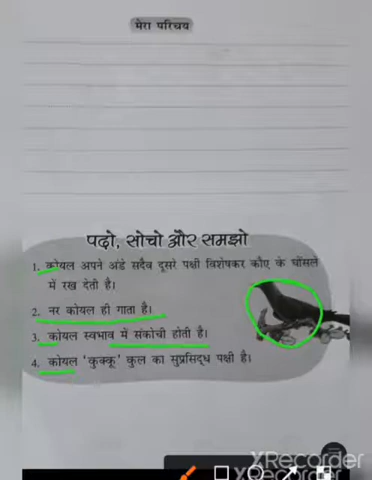 मेरा परिचय
पढ़ो, सोचो और समझो
1. कोयल अपने अंडे सदैव दूसरे पक्षी विशेषकर कौए के घोंसले
में रख देती है।
2. नर कोयल ही गाता है।
3. कोयल स्वभाव में संकोची होती है।
4. कोयल 'कुक्कू' कुल का सुप्रसिद्ध पक्षी है।
XRecorder
XRecorder